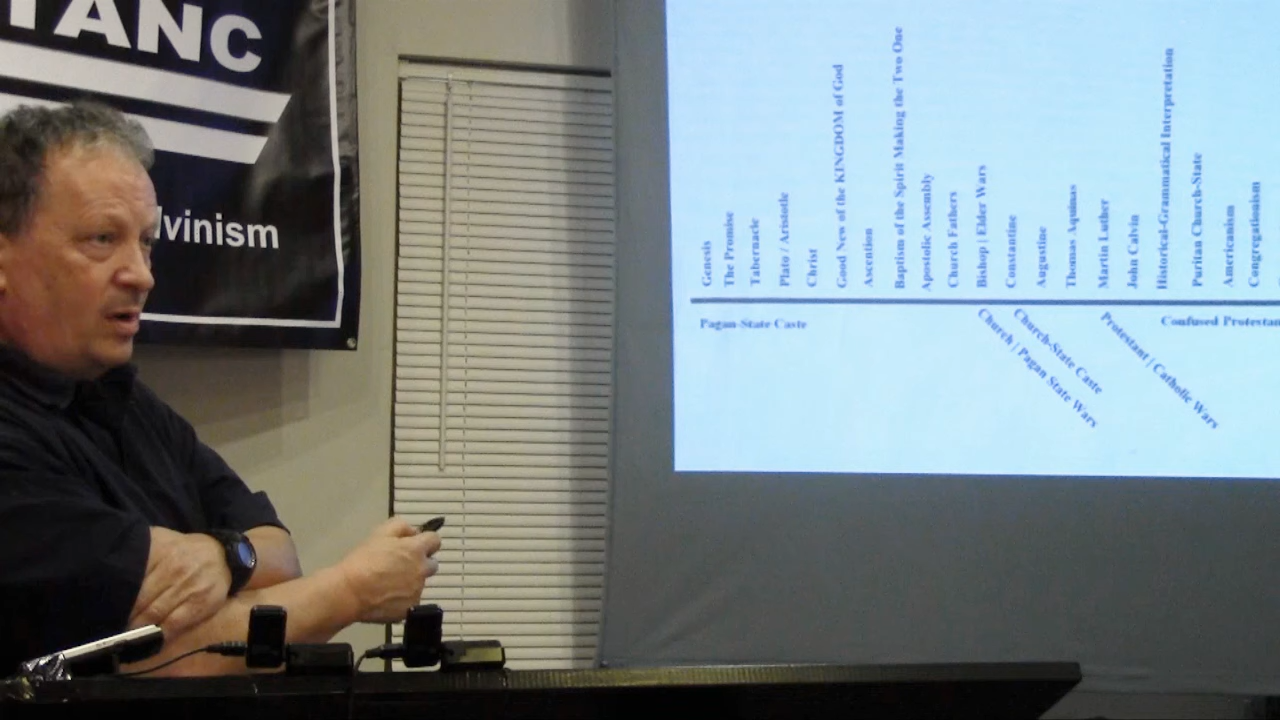 TANC
lvinism
Genesis
The Promise
Tabernacle
Plato / Aristotle
Christ
Good New of the KINGDOM of God
Ascention
Baptism of the Spirit Making the Two One
Apostolic Assembly
Church Fathers
Bishop | Elder Wars
Constantine
Augustine
Thomas Aquinas
Martin Luther
John Calvin
Historical-Grammatical Interpretation
Puritan Church-State
Americanism
Congregationism
Pagan-State Caste
Church | Pagan State Wars
Church-State Caste
Protestant | Catholic Wars
Confused Protestan